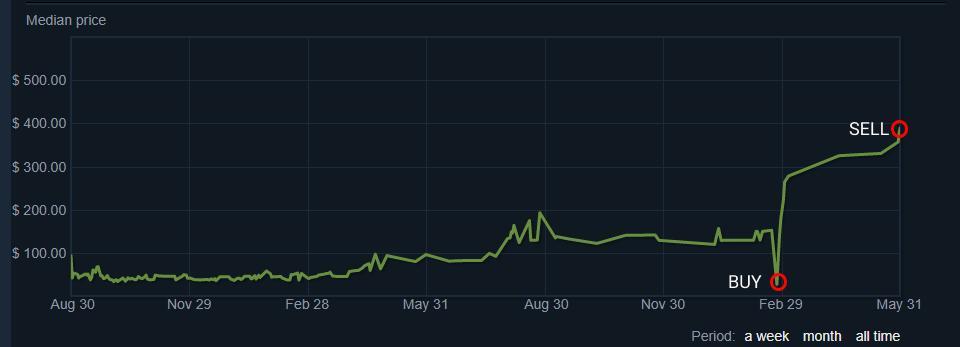 Median price
$ 500.00
$ 400.00
SELL
$ 300.00
$ 200.00
$ 100.00
BUY
Aug 30 Nov 29 Feb 28 May 31 Aug 30 Nov 30 Feb 29 May 31
Period: a week month all time